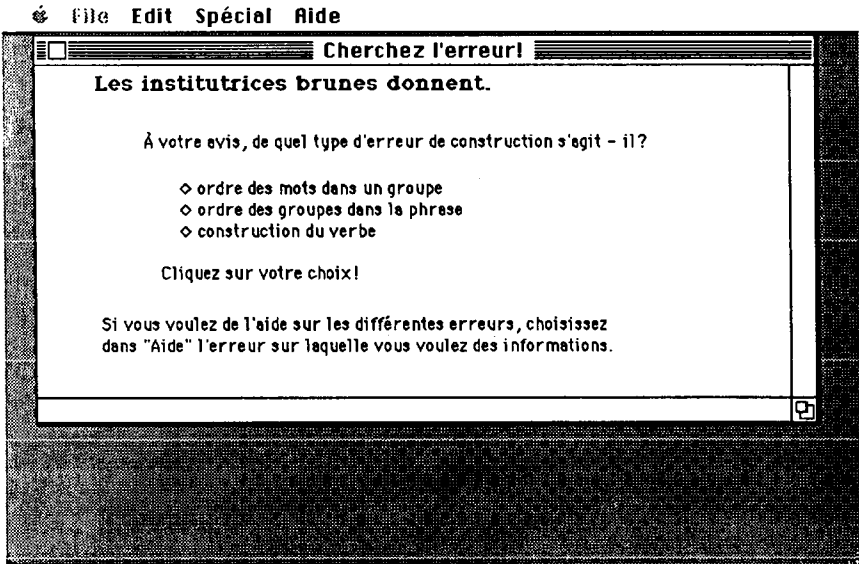 File Edit Spécial Aide
Cherchez l'erreur!
Les institutrices brunes donnent.
À votre avis, de quel type d'erreur de construction s'agit - il?
◇ ordre des mots dans un groupe
◇ ordre des groupes dans la phrase
◇ construction du verbe
Cliquez sur votre choix!
Si vous voulez de l'aide sur les différentes erreurs, choisissez
dans "Aide" l'erreur sur laquelle vous voulez des informations.